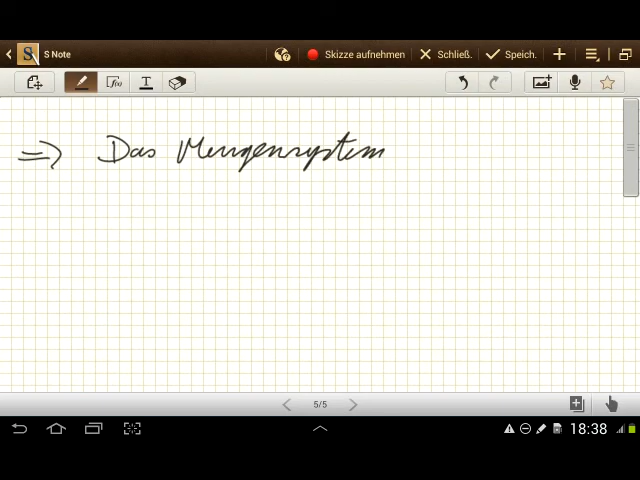 S Note
Skizze aufnehmen
Schließ.
Speich.
f(x)
T
⇒ Das Mengensystem
5/5
18:38